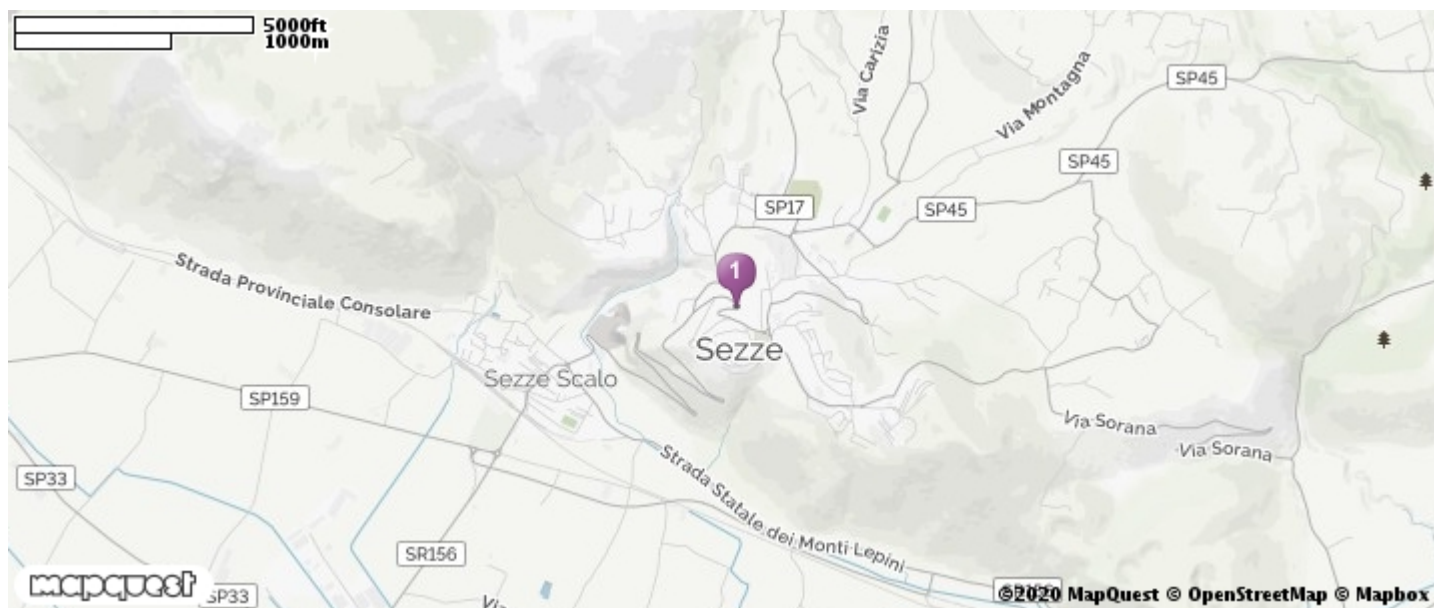 5000ft
1000m
Via Carizia
Via Montagna
SP45
SP45
SP17
SP45
1
Strada Provinciale Consolare
Sezze
Sezze Scalo
SP159
Via Sorana
Via Sorana
SP33
Strada Statale dei Monti Lepini
SR156
mapquest
SP33
Via
©2020 MapQuest © OpenStreetMap © Mapbox